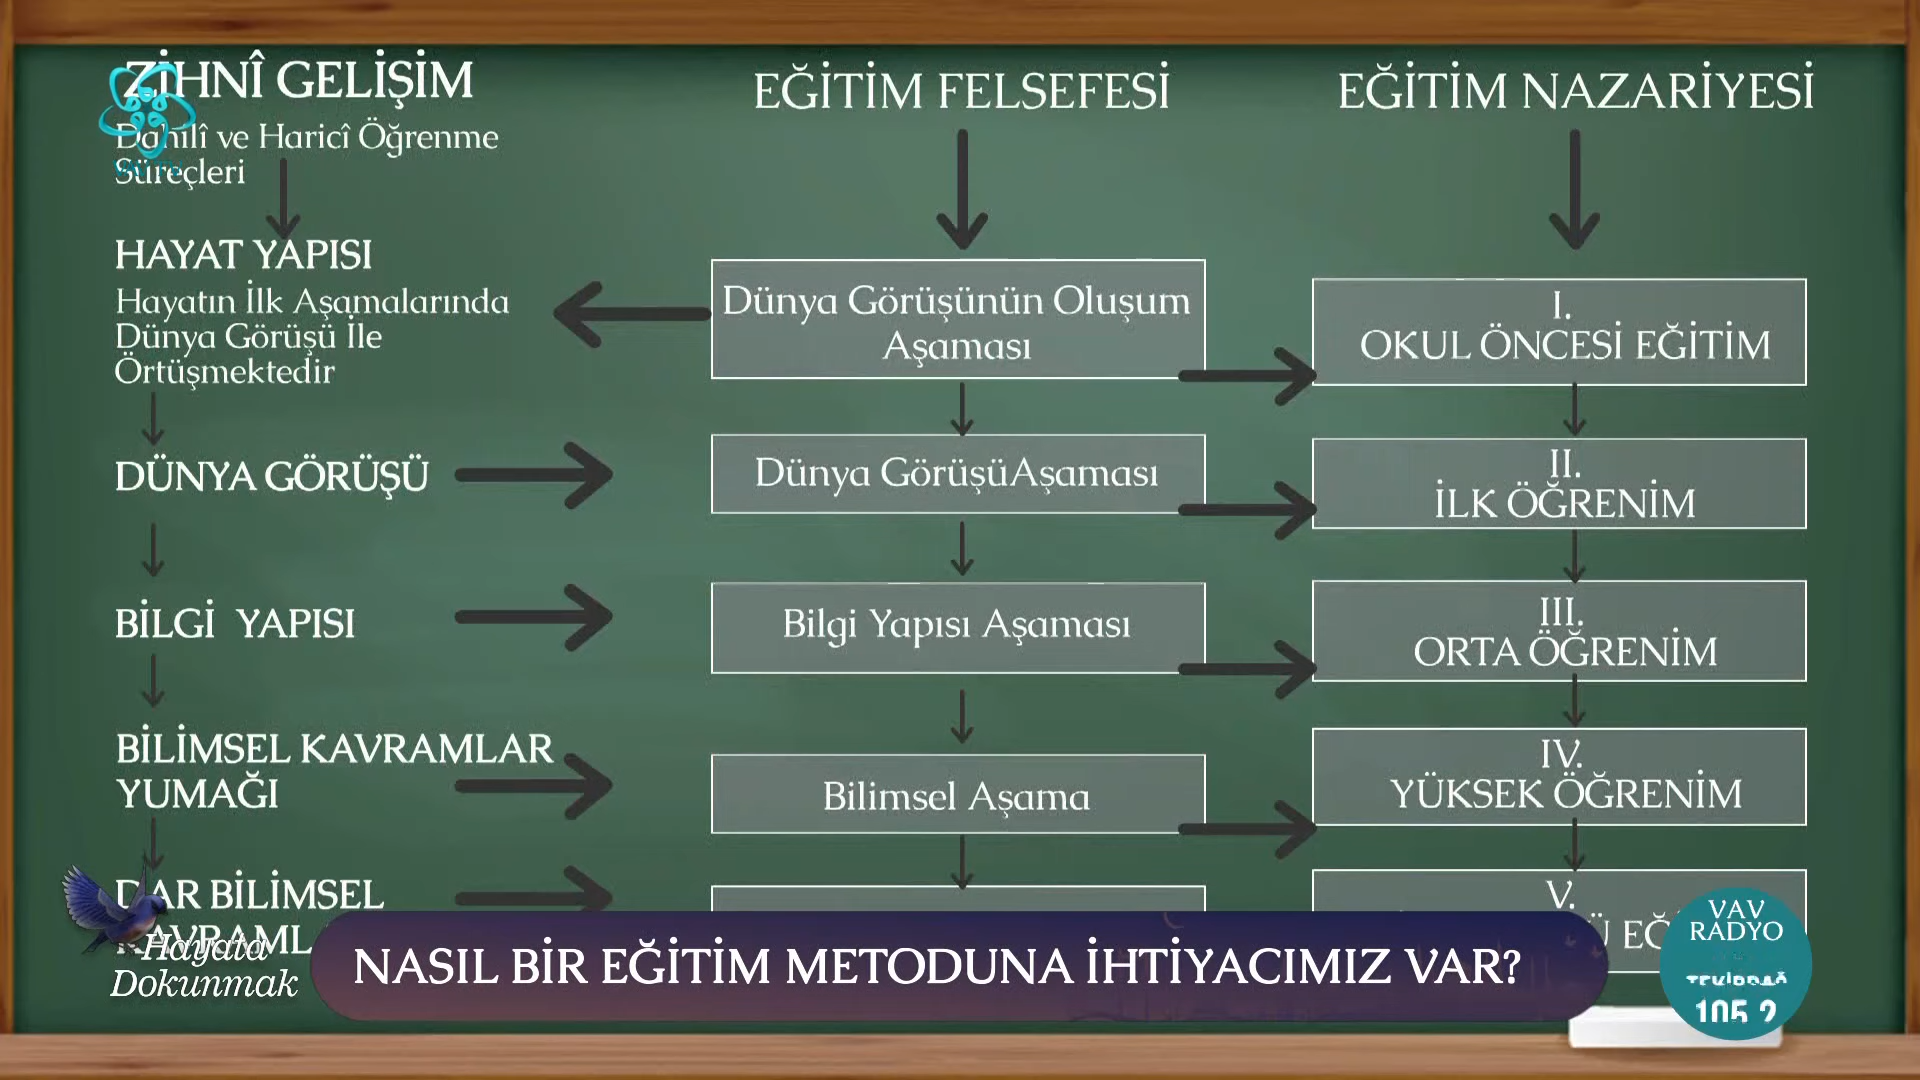 ZİHNÎ GELİŞİM
Dahilî ve Haricî Öğrenme
Süreçleri
HAYAT YAPISI
Hayatın İlk Aşamalarında
Dünya Görüşü İle
Örtüşmektedir
DÜNYA GÖRÜŞÜ
BİLGİ YAPISI
BİLİMSEL KAVRAMLAR
YUMAĞI
DAR BİLİMSEL
EĞİTİM FELSEFESİ
Dünya Görüşünün Oluşum
Aşaması
Dünya GörüşüAşaması
Bilgi Yapısı Aşaması
Bilimsel Aşama
EĞİTİM NAZARİYESİ
I.
OKUL ÖNCESİ EĞİTİM
II.
İLK ÖĞRENİM
III.
ORTA ÖĞRENİM
IV.
YÜKSEK ÖĞRENİM
V.
Hayata
Dokunmak
NASIL BİR EĞİTİM METODUNA İHTİYACIMIZ VAR?
VAV
RADYO
105.2